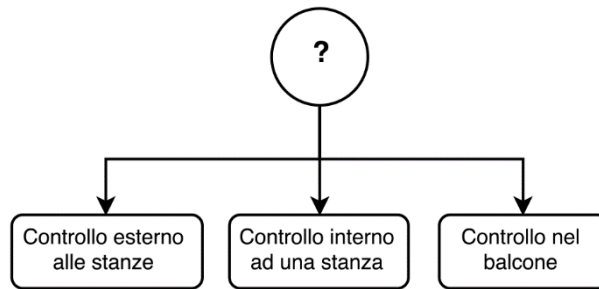 ?
Controllo esterno
alle stanze
Controllo interno
ad una stanza
Controllo nel
balcone